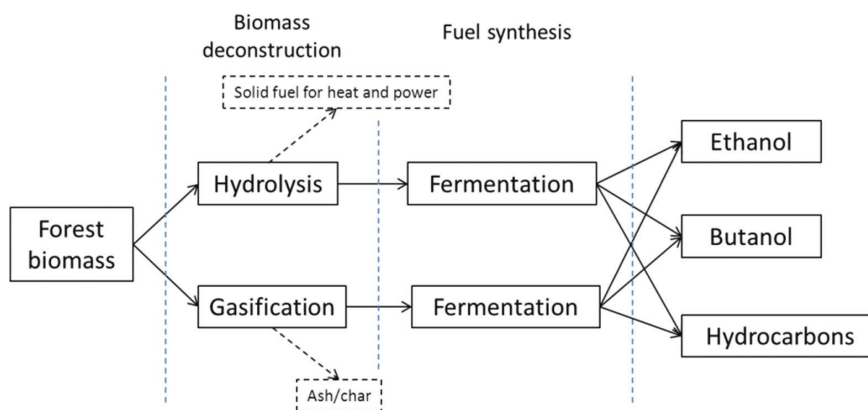 Biomass
deconstruction
Fuel synthesis
Solid fuel for heat and power
Ethanol
Hydrolysis
Fermentation
Forest
biomass
Butanol
Gasification
Fermentation
Hydrocarbons
Ash/char